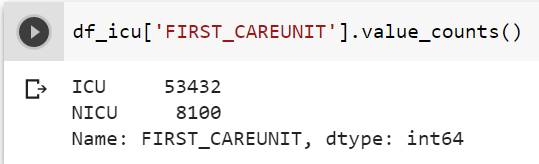 df_icu['FIRST_CAREUNIT'].value_counts()
ICU     53432
NICU     8100
Name: FIRST_CAREUNIT, dtype: int64